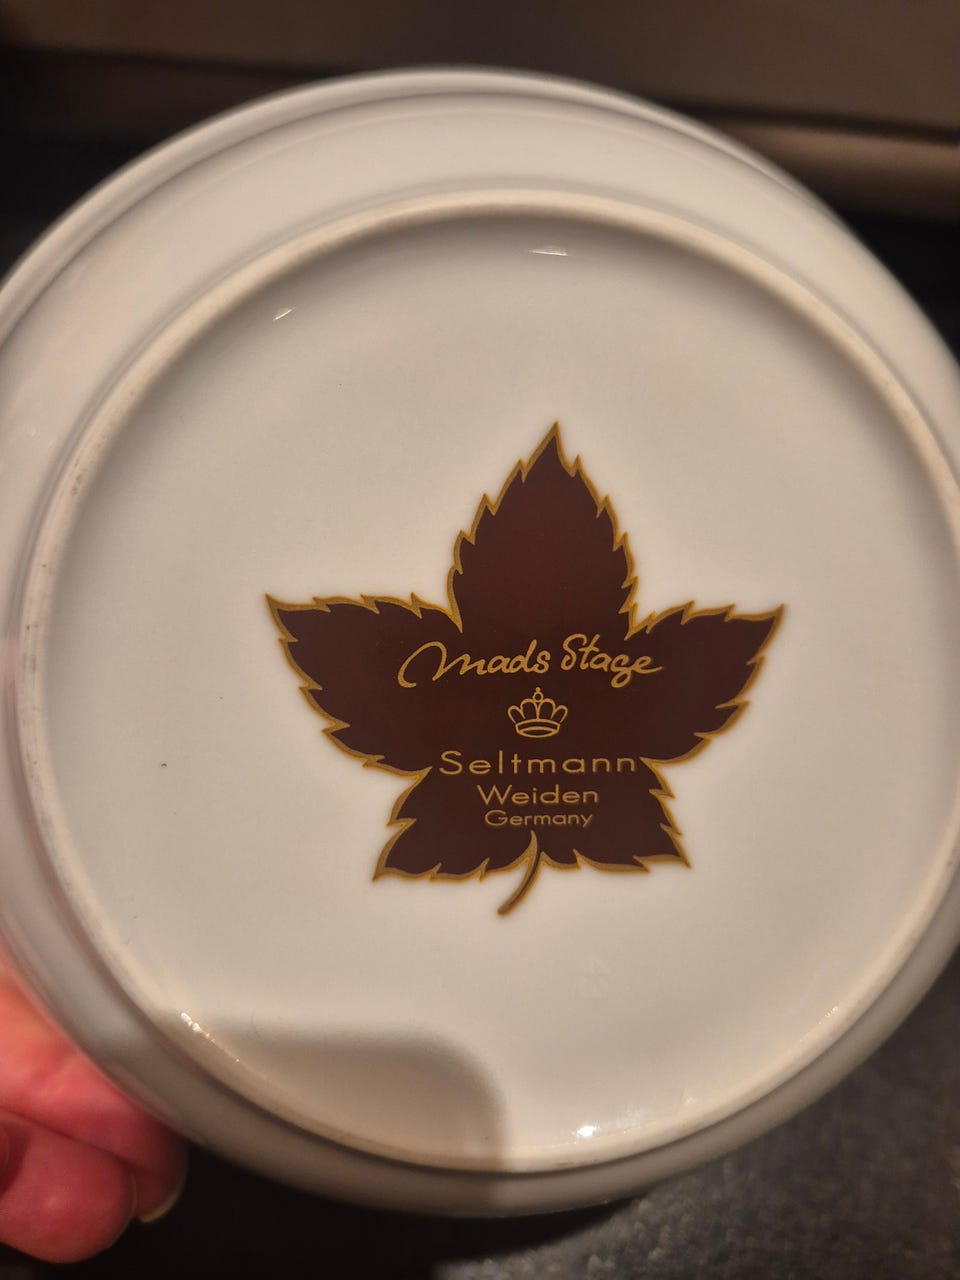 Mads Stage
Seltmann
Weiden
Germany